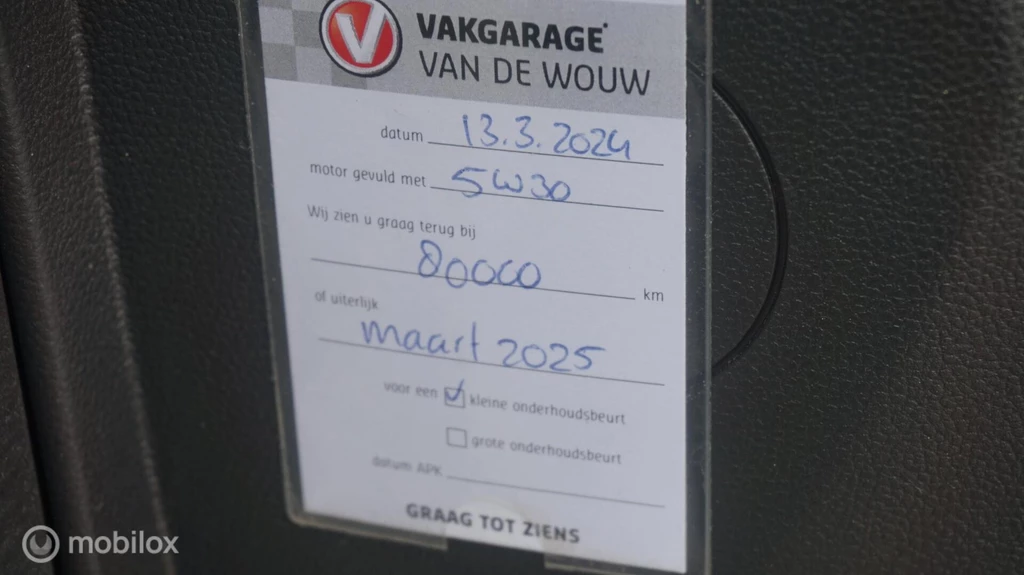 V VAKGARAGE
VAN DE WOUW
datum 13.3.2024
motor gevuld met 5W30
Wij zien u graag terug bij
80000 km
of uiterlijk
maart 2025
voor een kleine onderhoudsbeurt
grote onderhoudsbeurt
datum APK
GRAAG TOT ZIENS
mobilox